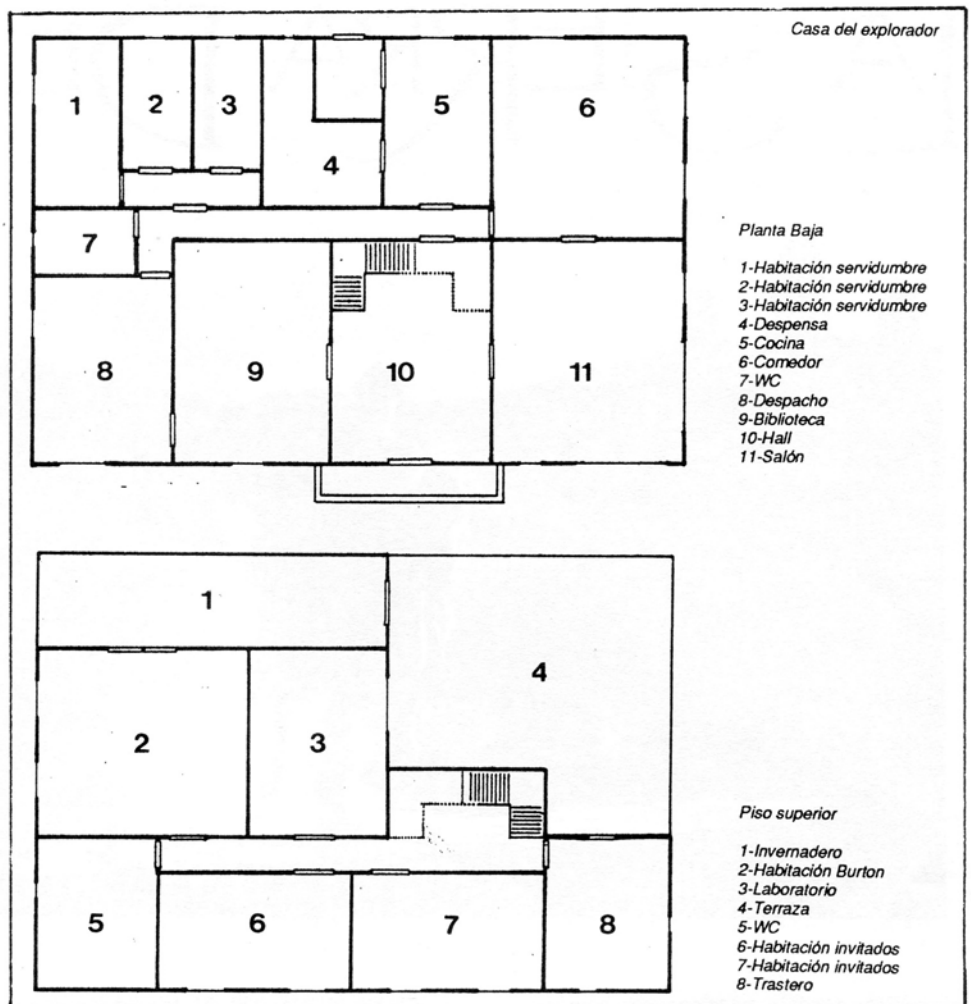 Casa del explorador
1
2
3
4
5
6
7
8
9
10
11
Planta Baja
1-Habitación servidumbre
2-Habitación servidumbre
3-Habitación servidumbre
4-Despensa
5-Cocina
6-Comedor
7-WC
8-Despacho
9-Biblioteca
10-Hall
11-Salón
1
2
3
4
5
6
7
8
Piso superior
1-Invernadero
2-Habitación Burton
3-Laboratorio
4-Terraza
5-WC
6-Habitación invitados
7-Habitación invitados
8-Trastero